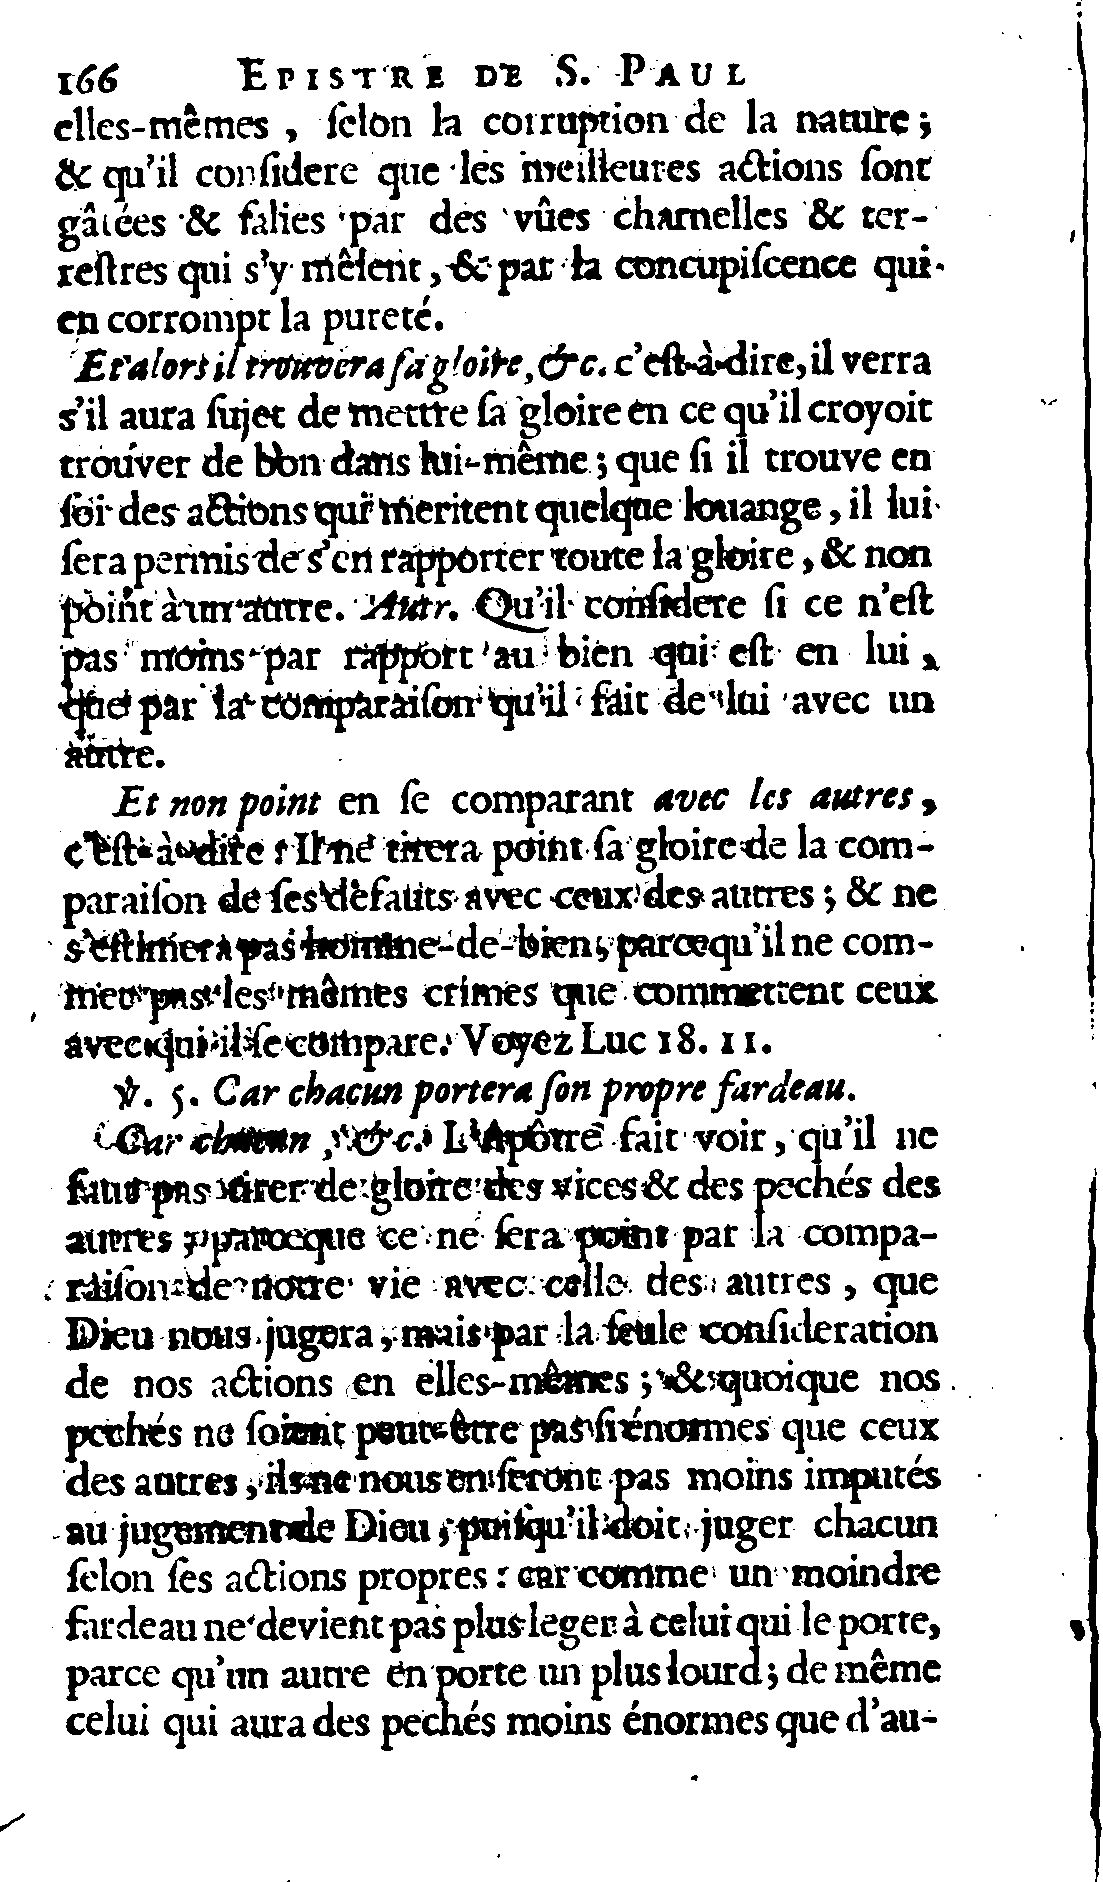 166 EPISTRE DE S. PAUL
elles-mêmes, ſelon la corruption de la nature;
& qu'il conſidere que les meilleures actions ſont
gâtées & ſalies par des vûes charnelles & ter-
reſtres qui s'y mêlent, & par la concupiſcence qui
en corrompt la pureté.
Et alors il trouvera ſa gloire, &c. c'eſt-à-dire, il verra
s'il aura ſujet de mettre ſa gloire en ce qu'il croyoit
trouver de bon dans lui-même; que ſi il trouve en
ſoi des actions qui meritent quelque louange, il lui
ſera permis de s'en rapporter toute la gloire, & non
point à un autre. Autr. Qu'il conſidere ſi ce n'eſt
pas moins par rapport au bien qui eſt en lui,
que par la comparaiſon qu'il fait de lui avec un
autre.
Et non point en ſe comparant avec les autres,
c'eſt-à-dire : Il ne tirera point ſa gloire de la com-
paraiſon de ſes défauts avec ceux des autres; & ne
s'eſtimera pas homme-de-bien, parcequ'il ne com-
met pas les mêmes crimes que commettent ceux
avec qui il ſe compare. Voyez Luc 18. 11.
℣. 5. Car chacun portera ſon propre fardeau.
Car chacun, &c. L'Apôtre fait voir, qu'il ne
faut pas tirer de gloire des vices & des pechés des
autres; parceque ce ne ſera point par la compa-
raiſon de notre vie avec celle des autres, que
Dieu nous jugera, mais par la ſeule conſideration
de nos actions en elles-mêmes; & quoique nos
pechés ne ſoient peut-être pas ſi énormes que ceux
des autres, ils ne nous en ſeront pas moins imputés
au jugement de Dieu, puiſqu'il doit juger chacun
ſelon ſes actions propres : car comme un moindre
fardeau ne devient pas plus leger à celui qui le porte,
parce qu'un autre en porte un plus lourd; de même
celui qui aura des pechés moins énormes que d'au-